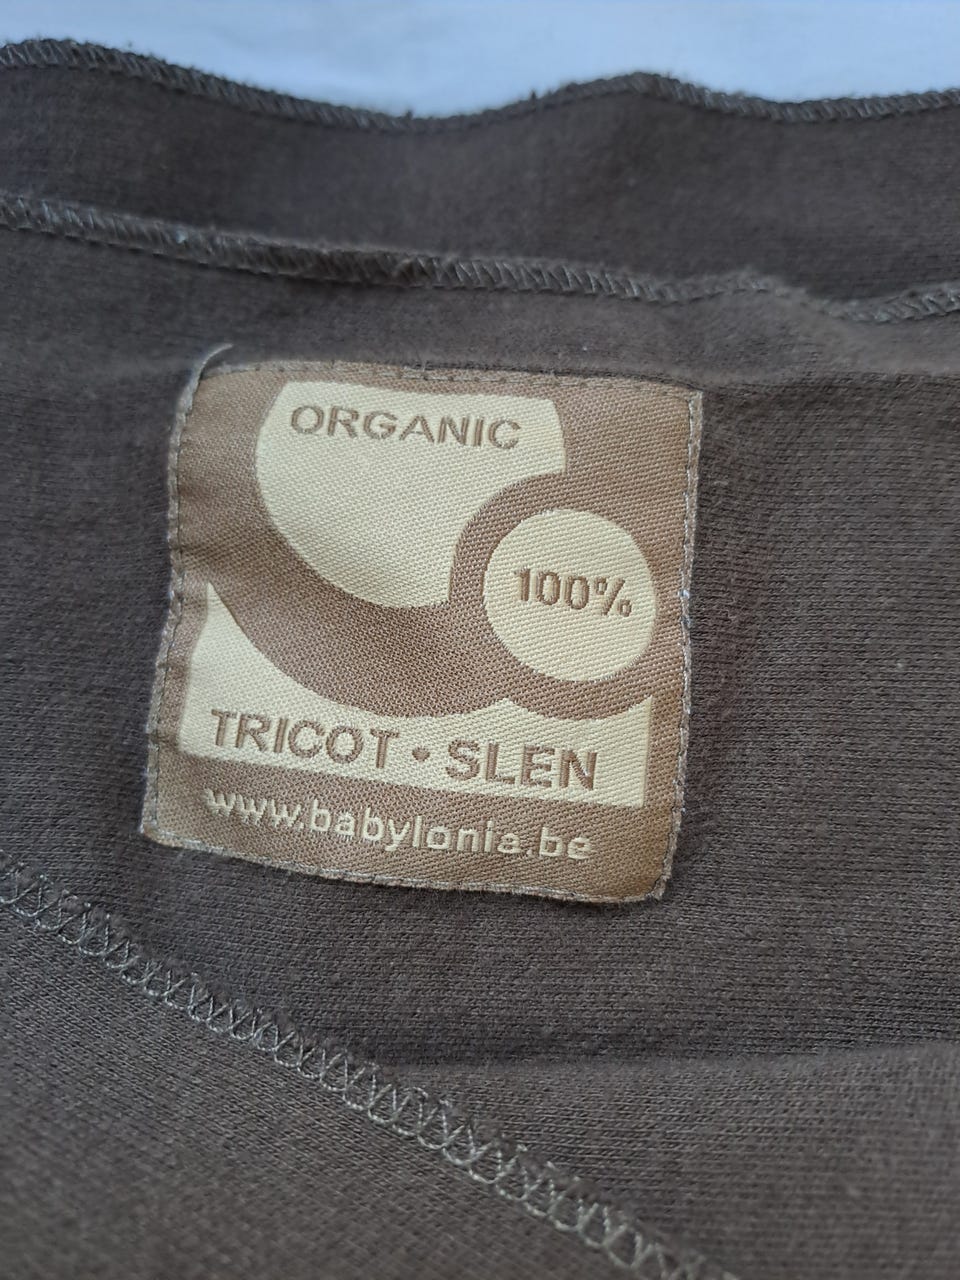 ORGANIC
100%
TRICOT • SLEN
www.babylonia.be